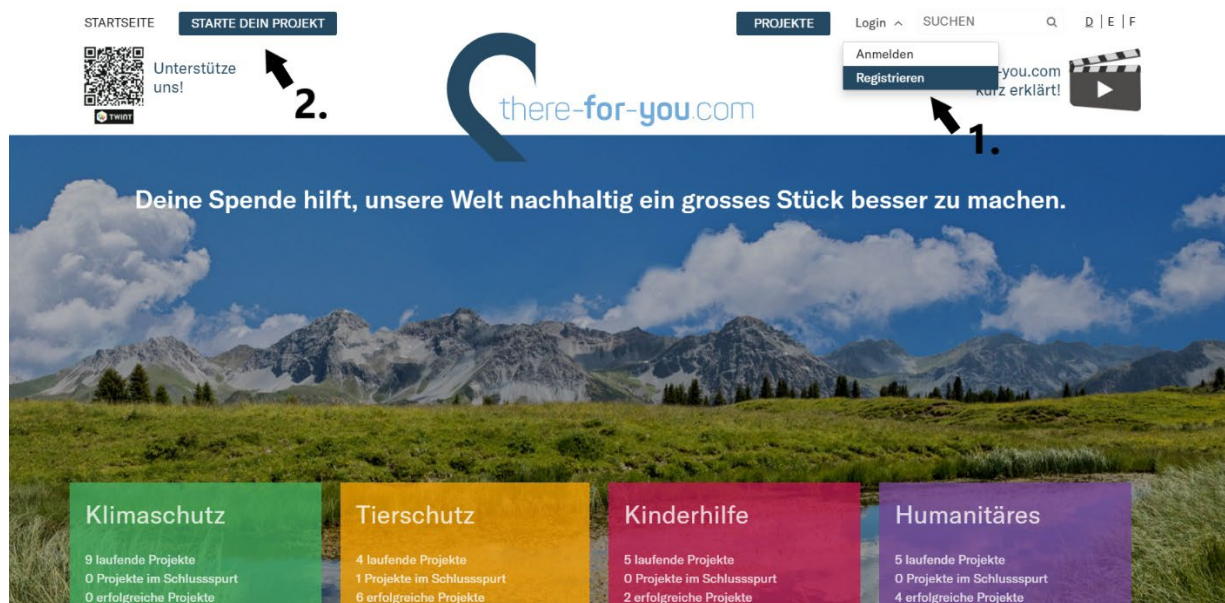 STARTSEITE
STARTE DEIN PROJEKT
PROJEKTE
Login
SUCHEN
D | E | F
Anmelden
Registrieren
Unterstütze
uns!
TWINT
2.
there-for-you.com
-you.com
kurz erklärt!
1.
Deine Spende hilft, unsere Welt nachhaltig ein grosses Stück besser zu machen.
Klimaschutz
9 laufende Projekte
0 Projekte im Schlussspurt
0 erfolgreiche Projekte
Tierschutz
4 laufende Projekte
1 Projekte im Schlussspurt
6 erfolgreiche Projekte
Kinderhilfe
5 laufende Projekte
0 Projekte im Schlussspurt
2 erfolgreiche Projekte
Humanitäres
5 laufende Projekte
0 Projekte im Schlussspurt
4 erfolgreiche Projekte